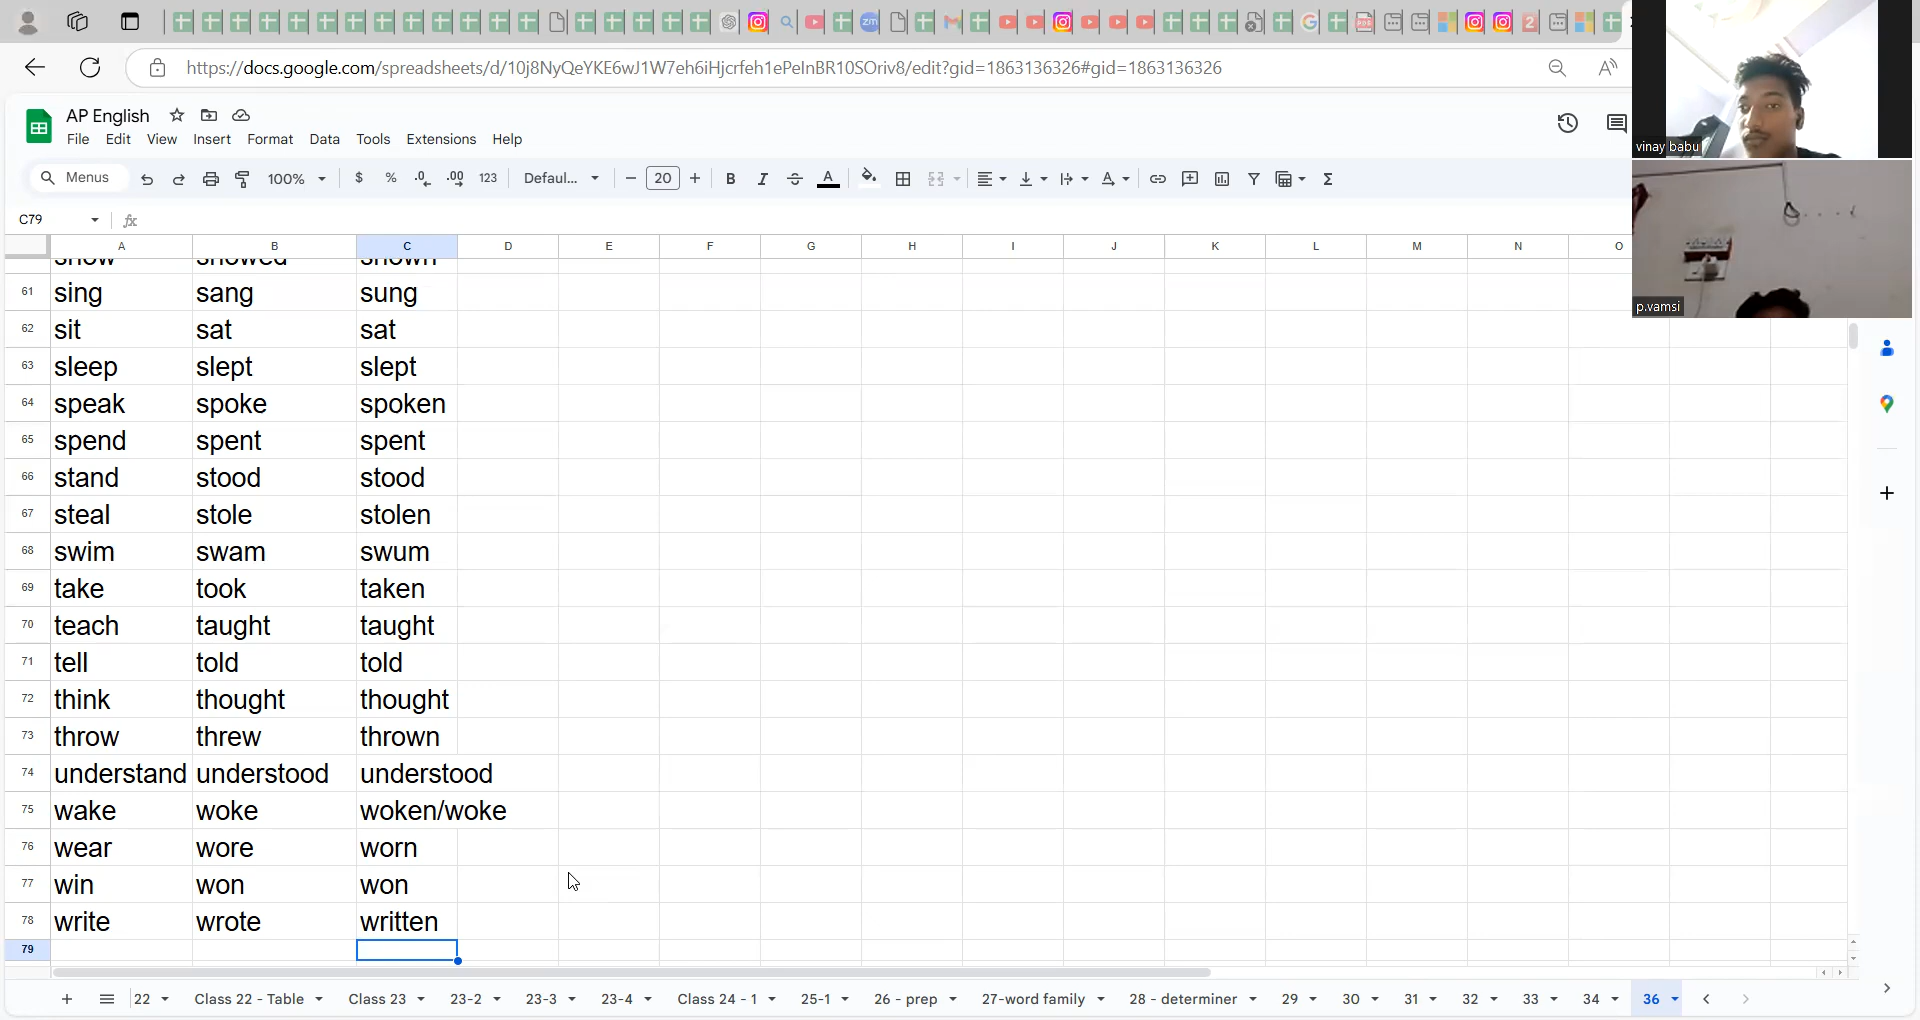 https://docs.google.com/spreadsheets/d/10j8NyQeYKE6wJ1W7eh6iHjcrfeh1ePeInBR10SOriv8/edit?gid=1863136326#gid=1863136326
AP English
File Edit View Insert Format Data Tools Extensions Help
Menus 100% $ % .0 .00 123 Defaul... 20 B I A
C79 fx
A B C D E F G H I J K L M N O
show showed shown
61 sing sang sung
62 sit sat sat
63 sleep slept slept
64 speak spoke spoken
65 spend spent spent
66 stand stood stood
67 steal stole stolen
68 swim swam swum
69 take took taken
70 teach taught taught
71 tell told told
72 think thought thought
73 throw threw thrown
74 understand understood understood
75 wake woke woken/woke
76 wear wore worn
77 win won won
78 write wrote written
79
22 Class 22 - Table Class 23 23-2 23-3 23-4 Class 24 - 1 25-1 26 - prep 27-word family 28 - determiner 29 30 31 32 33 34 36
vinay babu
p.vamsi